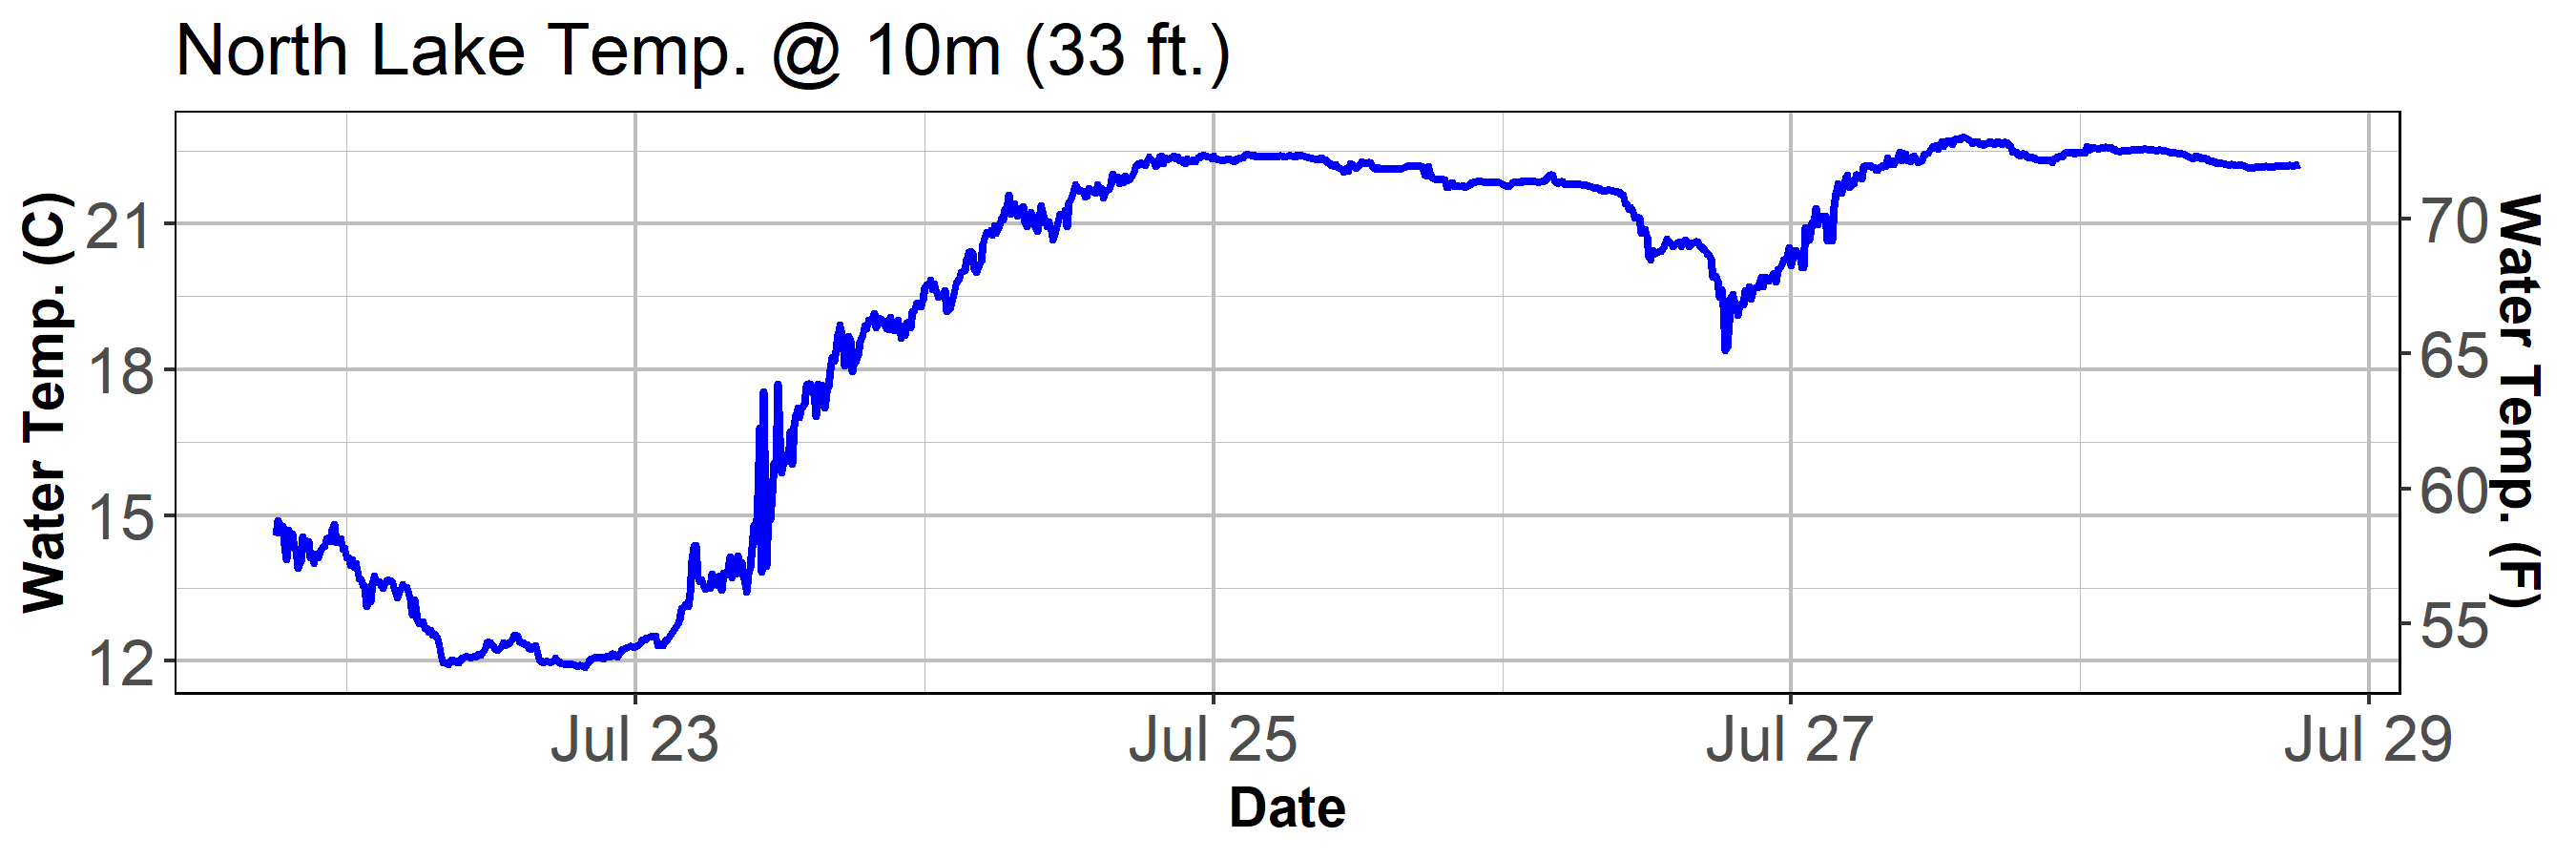 North Lake Temp. @ 10m (33 ft.)
Water Temp. (C)
21
18
15
12
70
65
60
55
Water Temp. (F)
Jul 23
Jul 25
Jul 27
Jul 29
Date